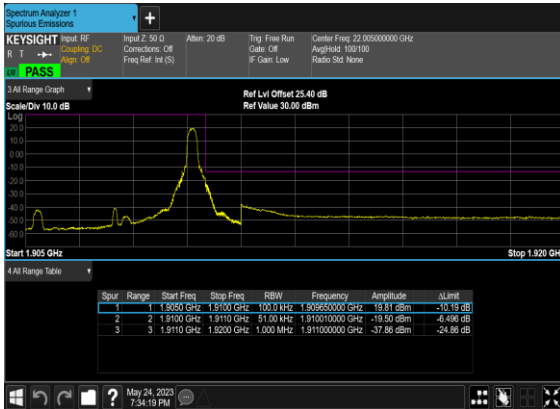 Spectrum Analyzer 1
Spurious Emissions
+
KEYSIGHT Input: RF Input Z: 50 Ω Atten: 20 dB Trig: Free Run Center Freq: 22.005000000 GHz
R T Coupling: DC Corrections: Off Gate: Off Avg|Hold: 100/100
Align: Off Freq Ref: Int (S) IF Gain: Low Radio Std: None
PASS
3 All Range Graph
Ref Lvl Offset 25.40 dB
Scale/Div 10.0 dB Ref Value 30.00 dBm
Log
20.0
10.0
0.00
-10.0
-20.0
-30.0
-40.0
-50.0
-60.0
Start 1.905 GHz Stop 1.920 GH
4 All Range Table
Spur Range Start Freq Stop Freq RBW Frequency Amplitude ΔLimit
1 1 1.9050 GHz 1.9100 GHz 100.0 kHz 1.909650000 GHz 19.81 dBm -10.19 dB
2 2 1.9100 GHz 1.9110 GHz 51.00 kHz 1.910010000 GHz -19.50 dBm -6.496 dB
3 3 1.9110 GHz 1.9200 GHz 1.000 MHz 1.911000000 GHz -37.86 dBm -24.86 dB
? May 24, 2023
7:34:19 PM